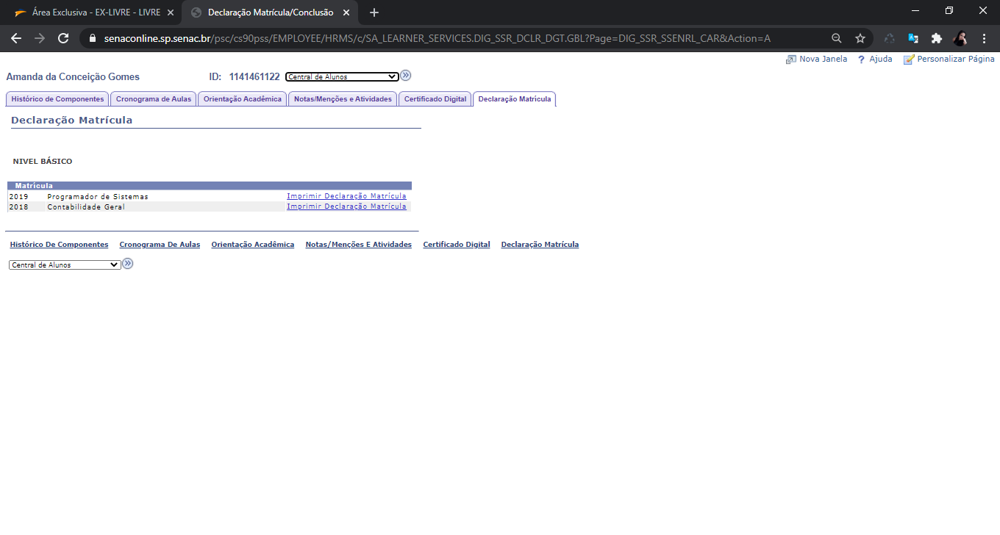 Área Exclusiva - EX-LIVRE - LIVRE
Declaração Matrícula/Conclusão
senaconline.sp.senac.br/psc/cs90pss/EMPLOYEE/HRMS/c/SA_LEARNER_SERVICES.DIG_SSR_DCLR_DGT.GBL?Page=DIG_SSR_SSENRL_CAR&Action=A
Nova Janela ? Ajuda Personalizar Página
Amanda da Conceição Gomes ID: 1141461122 Central de Alunos
Histórico de Componentes Cronograma de Aulas Orientação Acadêmica Notas/Menções e Atividades Certificado Digital Declaração Matrícula
Declaração Matrícula
NIVEL BÁSICO
Matrícula
2019 Programador de Sistemas Imprimir Declaração Matrícula
2018 Contabilidade Geral Imprimir Declaração Matrícula
Histórico De Componentes Cronograma De Aulas Orientação Acadêmica Notas/Menções E Atividades Certificado Digital Declaração Matrícula
Central de Alunos